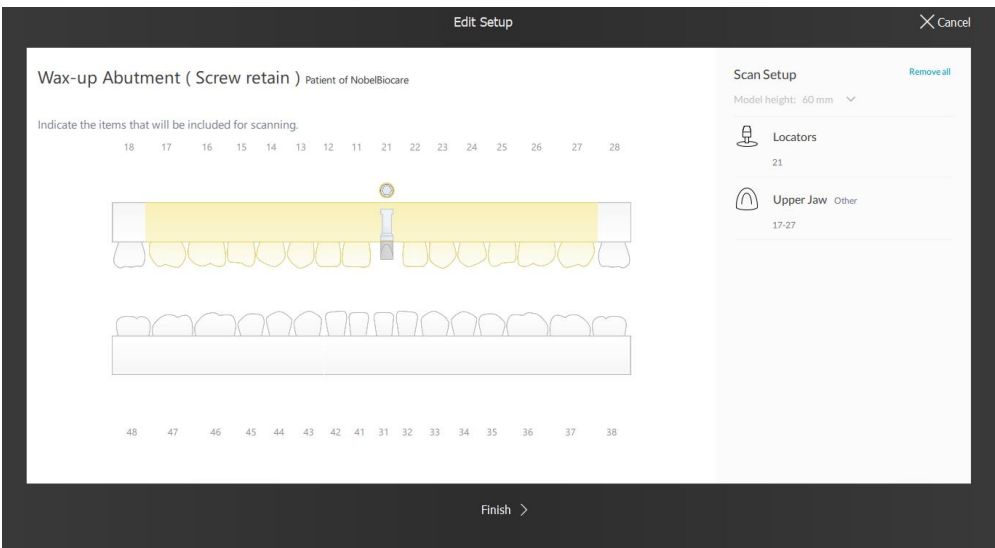 Edit Setup
Cancel
Wax-up Abutment ( Screw retain ) Patient of NobelBiocare
Indicate the items that will be included for scanning.
18 17 16 15 14 13 12 11 21 22 23 24 25 26 27 28
48 47 46 45 44 43 42 41 31 32 33 34 35 36 37 38
Scan Setup
Remove all
Model height: 60 mm
Locators
21
Upper Jaw Other
17-27
Finish